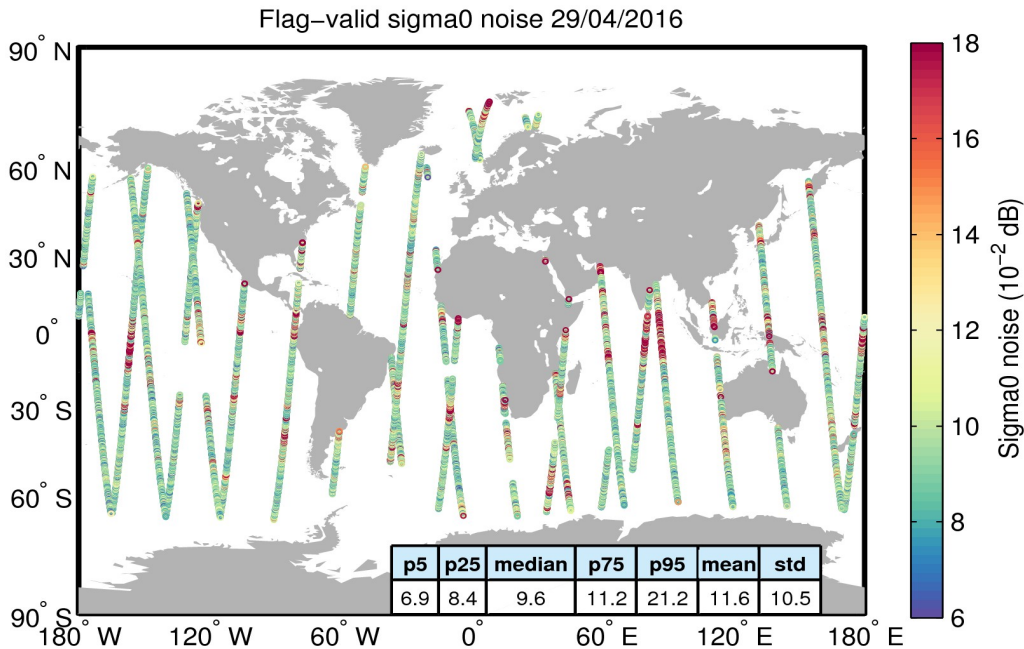 Flag−valid sigma0 noise 29/04/2016
90° N
60° N
30° N
0°
30° S
60° S
90° S
180° W
120° W
60° W
0°
60° E
120° E
180° E
p5 p25 median p75 p95 mean std
6.9 8.4 9.6 11.2 21.2 11.6 10.5
18
16
14
12
10
8
6
Sigma0 noise (10⁻² dB)